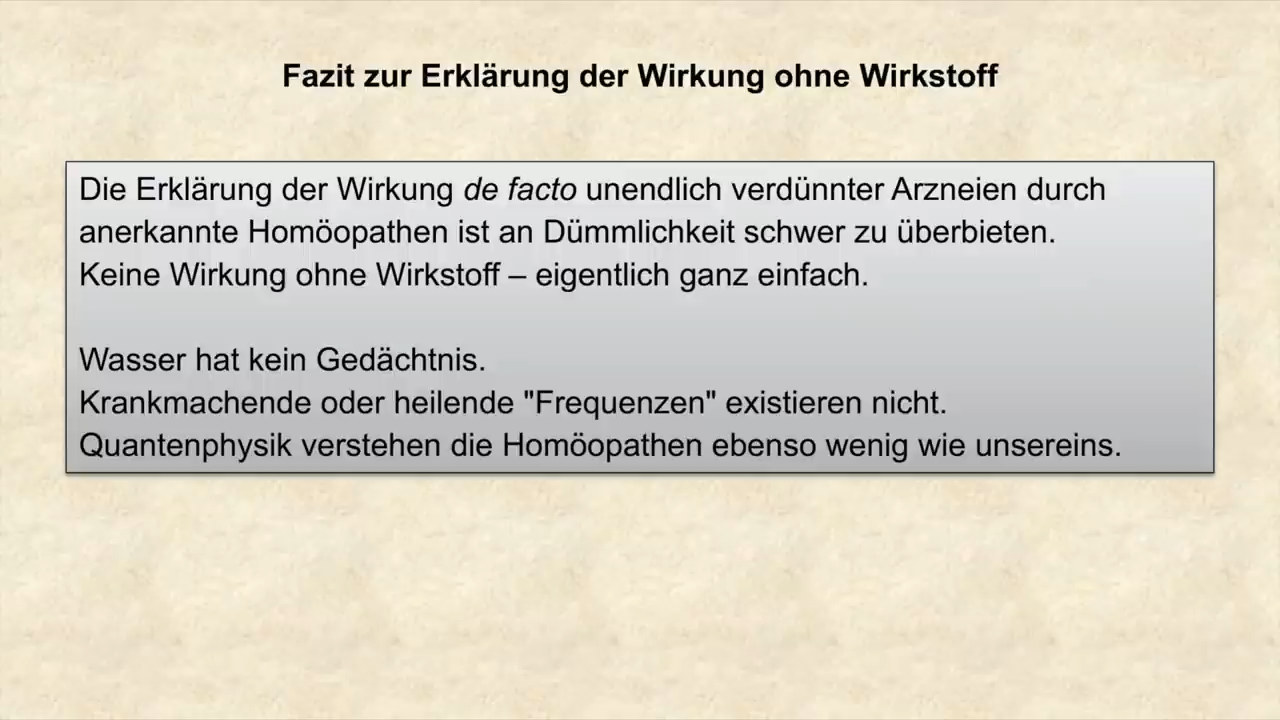 Fazit zur Erklärung der Wirkung ohne Wirkstoff
Die Erklärung der Wirkung de facto unendlich verdünnter Arzneien durch
anerkannte Homöopathen ist an Dümmlichkeit schwer zu überbieten.
Keine Wirkung ohne Wirkstoff – eigentlich ganz einfach.
Wasser hat kein Gedächtnis.
Krankmachende oder heilende "Frequenzen" existieren nicht.
Quantenphysik verstehen die Homöopathen ebenso wenig wie unsereins.